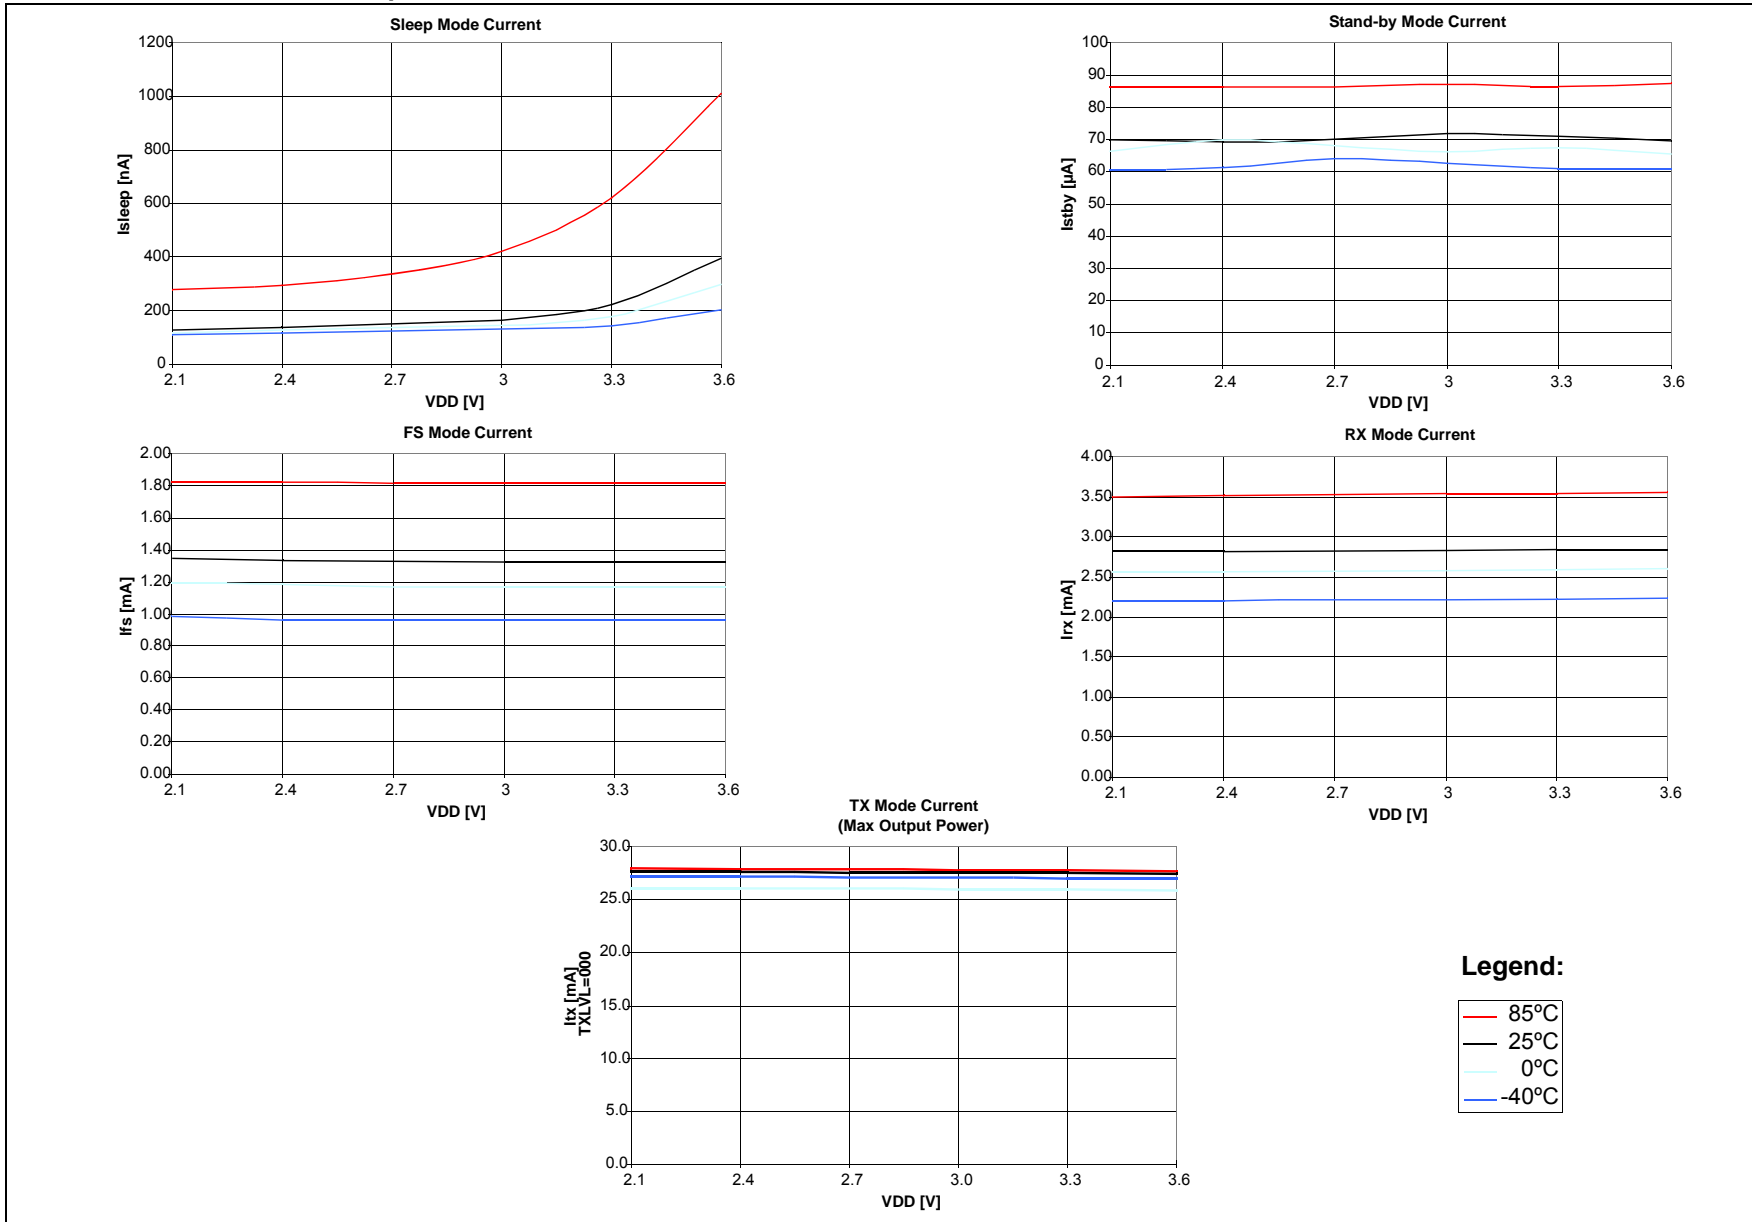 Sleep Mode Current
1200
1000
800
600
400
200
0
Isleep [nA]
2.1 2.4 2.7 3 3.3 3.6
VDD [V]
Stand-by Mode Current
100
90
80
70
60
50
40
30
20
10
0
Istby [µA]
2.1 2.4 2.7 3 3.3 3.6
VDD [V]
FS Mode Current
2.00
1.80
1.60
1.40
1.20
1.00
0.80
0.60
0.40
0.20
0.00
Ifs [mA]
2.1 2.4 2.7 3 3.3 3.6
VDD [V]
RX Mode Current
4.00
3.50
3.00
2.50
2.00
1.50
1.00
0.50
0.00
Irx [mA]
2.1 2.4 2.7 3 3.3 3.6
VDD [V]
TX Mode Current
(Max Output Power)
30.0
25.0
20.0
15.0
10.0
5.0
0.0
Itx [mA]
TXLVL=000
2.1 2.4 2.7 3.0 3.3 3.6
VDD [V]
Legend:
85ºC
25ºC
0ºC
-40ºC